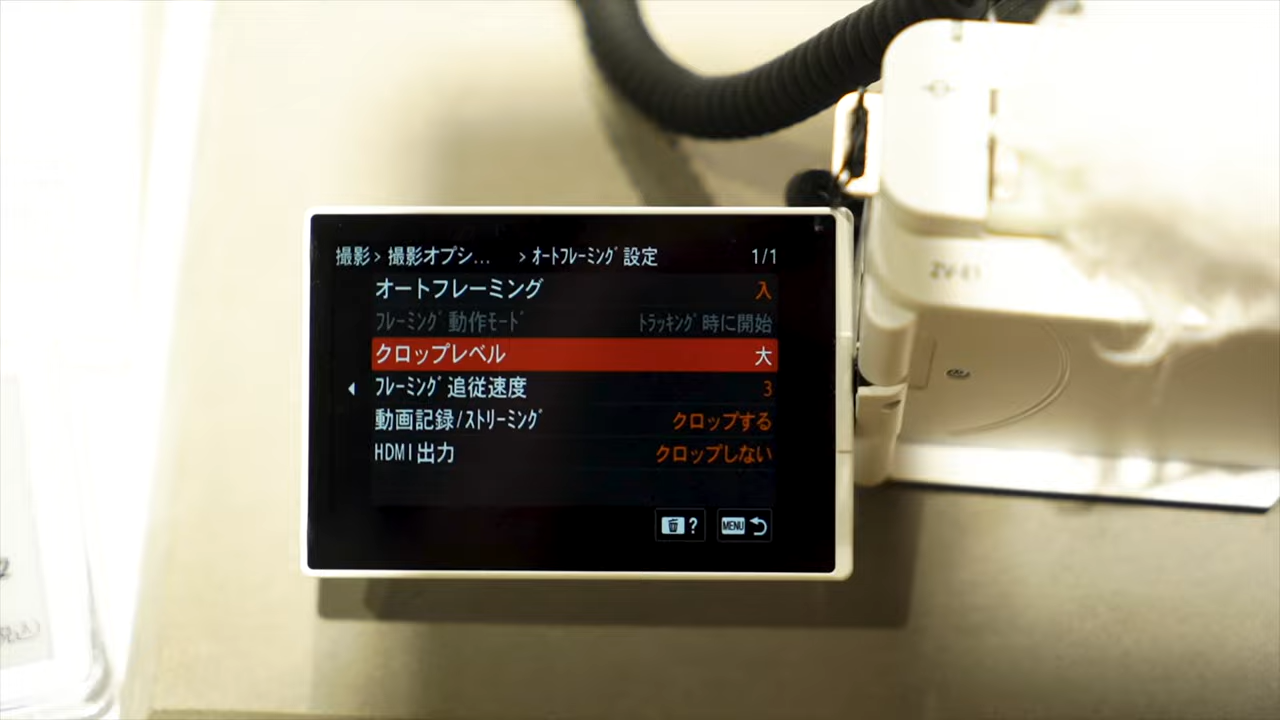 撮影> 撮影オプシ... >オートフレーミング設定 1/1
オートフレーミング 入
フレーミング動作モード トラッキング時に開始
クロップレベル 大
フレーミング追従速度 3
動画記録/ストリーミング クロップする
HDMI出力 クロップしない
? MENU
ZV-E1